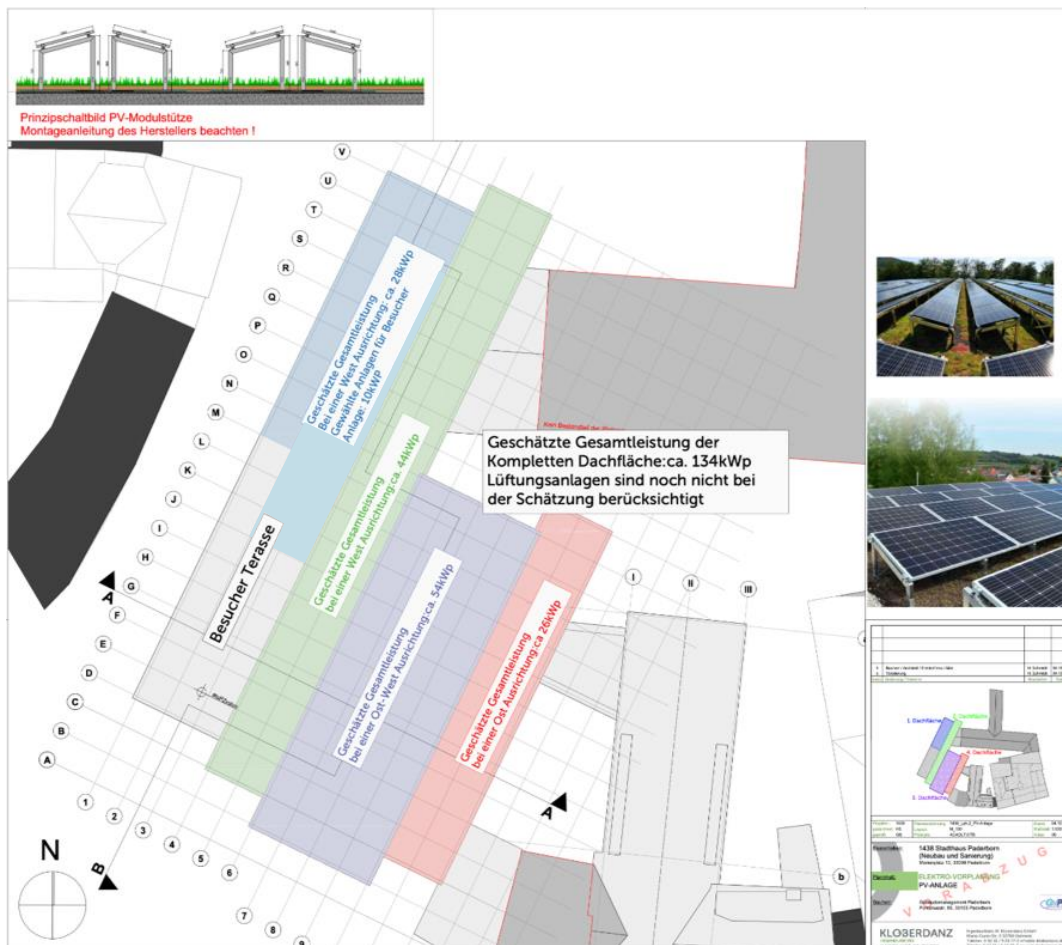 Prinzipschaltbild PV-Modulstütze
Montageanleitung des Herstellers beachten !
V
U
T
S
R
Q
P
O
N
M
L
K
J
I
H
G
F
E
D
C
B
A
1
2
3
4
5
6
7
8
9
I
II
III
A
A
B
b
N
Geschätzte Gesamtleistung
Bei einer West Ausrichtung: ca. 28kWp
Gewählte Anlagen für Besucher
Anlage: 10kWP
Geschätzte Gesamtleistung
bei einer West Ausrichtung:ca. 44kWp
Geschätzte Gesamtleistung der
Kompletten Dachfläche:ca. 134kWp
Lüftungsanlagen sind noch nicht bei
der Schätzung berücksichtigt
Besucher Terasse
Geschätzte Gesamtleistung
bei einer Ost-West Ausrichtung:ca. 54kWp
Geschätzte Gesamtleistung
bei einer Ost Ausrichtung:ca 26kWp
1. Dachfläche
2. Dachfläche
4. Dachfläche
3. Dachfläche
1438 Stadthaus Paderborn
(Neubau und Sanierung)
ELEKTRO-VORPLANUNG
PV-ANLAGE
VORABZUG
KLOBERDANZ